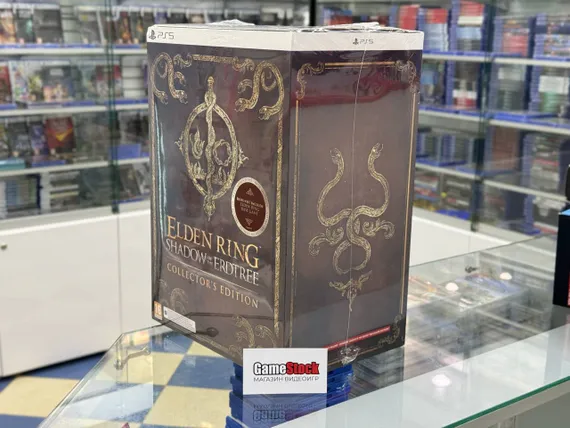 PS5
PS5
ELDEN RING
SHADOW OF THE ERDTREE
COLLECTOR'S EDITION
GameStock
МАГАЗИН ВИДЕОИГР